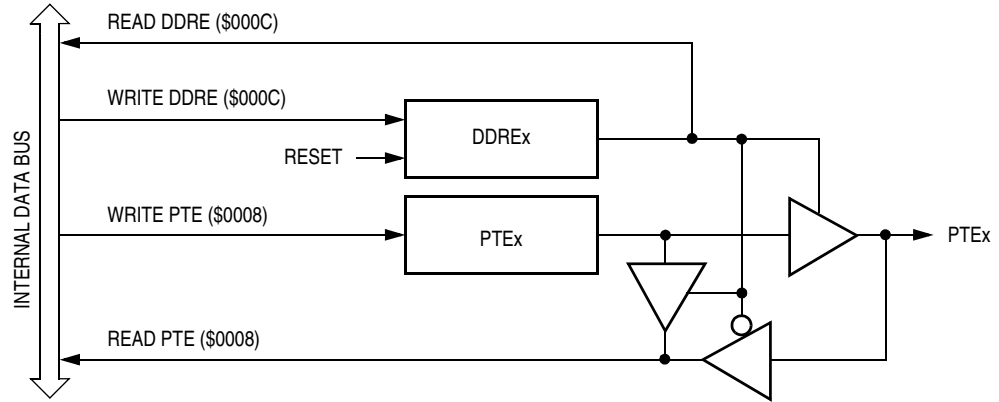 READ DDRE ($000C)
WRITE DDRE ($000C)
DDREx
RESET
WRITE PTE ($0008)
PTEx
PTEx
READ PTE ($0008)
INTERNAL DATA BUS